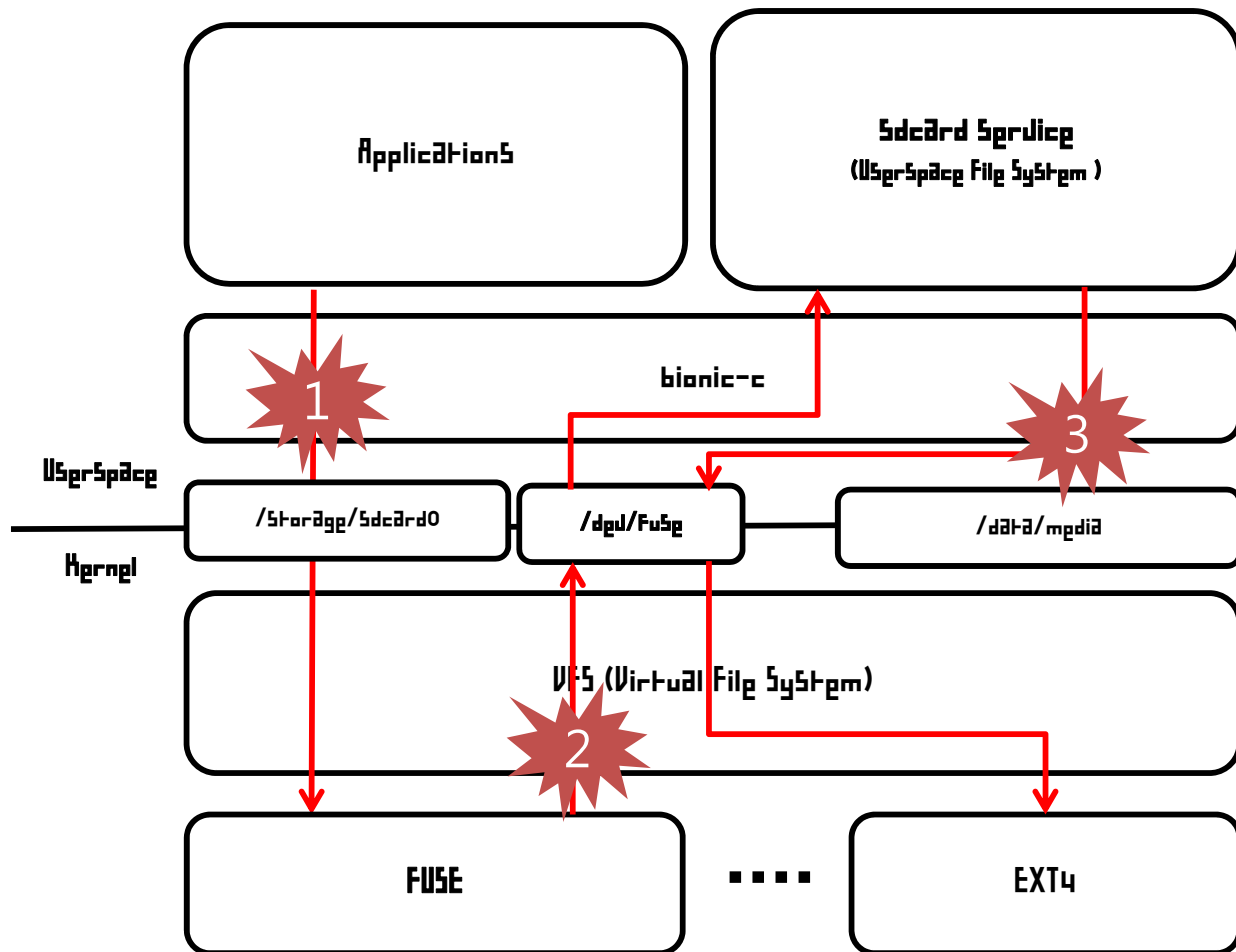 Applications
Sdcard Service
(Userspace File System )
1
bionic-c
3
Userspace
/storage/sdcard0
/dev/fuse
/data/media
Kernel
VFS (Virtual File System)
2
FUSE
EXT4